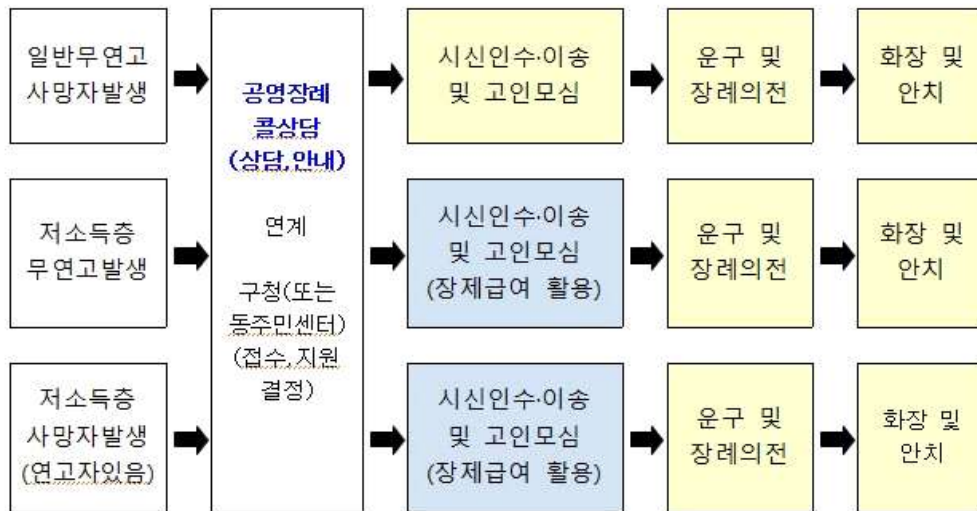 일반무연고
사망자발생
저소득층
무연고발생
저소득층
사망자발생
(연고자있음)
공영장례
콜상담
(상담,안내)
연계
구청(또는
동주민센터)
(접수,지원
결정)
시신인수·이송
및 고인모심
운구 및
장례의전
화장 및
안치
시신인수·이송
및 고인모심
(장제급여 활용)
운구 및
장례의전
화장 및
안치
시신인수·이송
및 고인모심
(장제급여 활용)
운구 및
장례의전
화장 및
안치